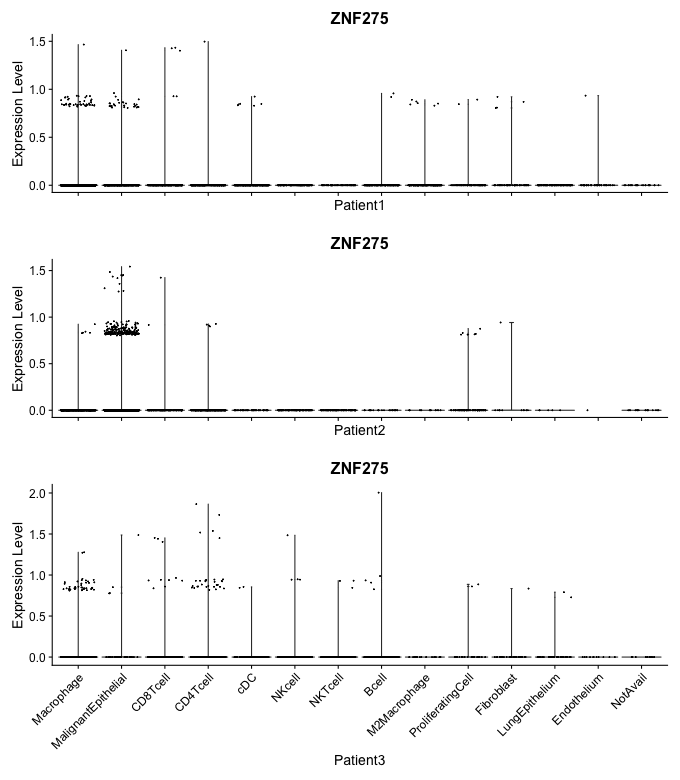 ZNF275
Expression Level
1.5
1.0
0.5
0.0
Patient1
ZNF275
Expression Level
1.5
1.0
0.5
0.0
Patient2
ZNF275
Expression Level
2.0
1.5
1.0
0.5
0.0
Macrophage
MalignantEpithelial
CD8Tcell
CD4Tcell
cDC
NKcell
NKTcell
Bcell
M2Macrophage
ProliferatingCell
Fibroblast
LungEpithelium
Endothelium
NotAvail
Patient3